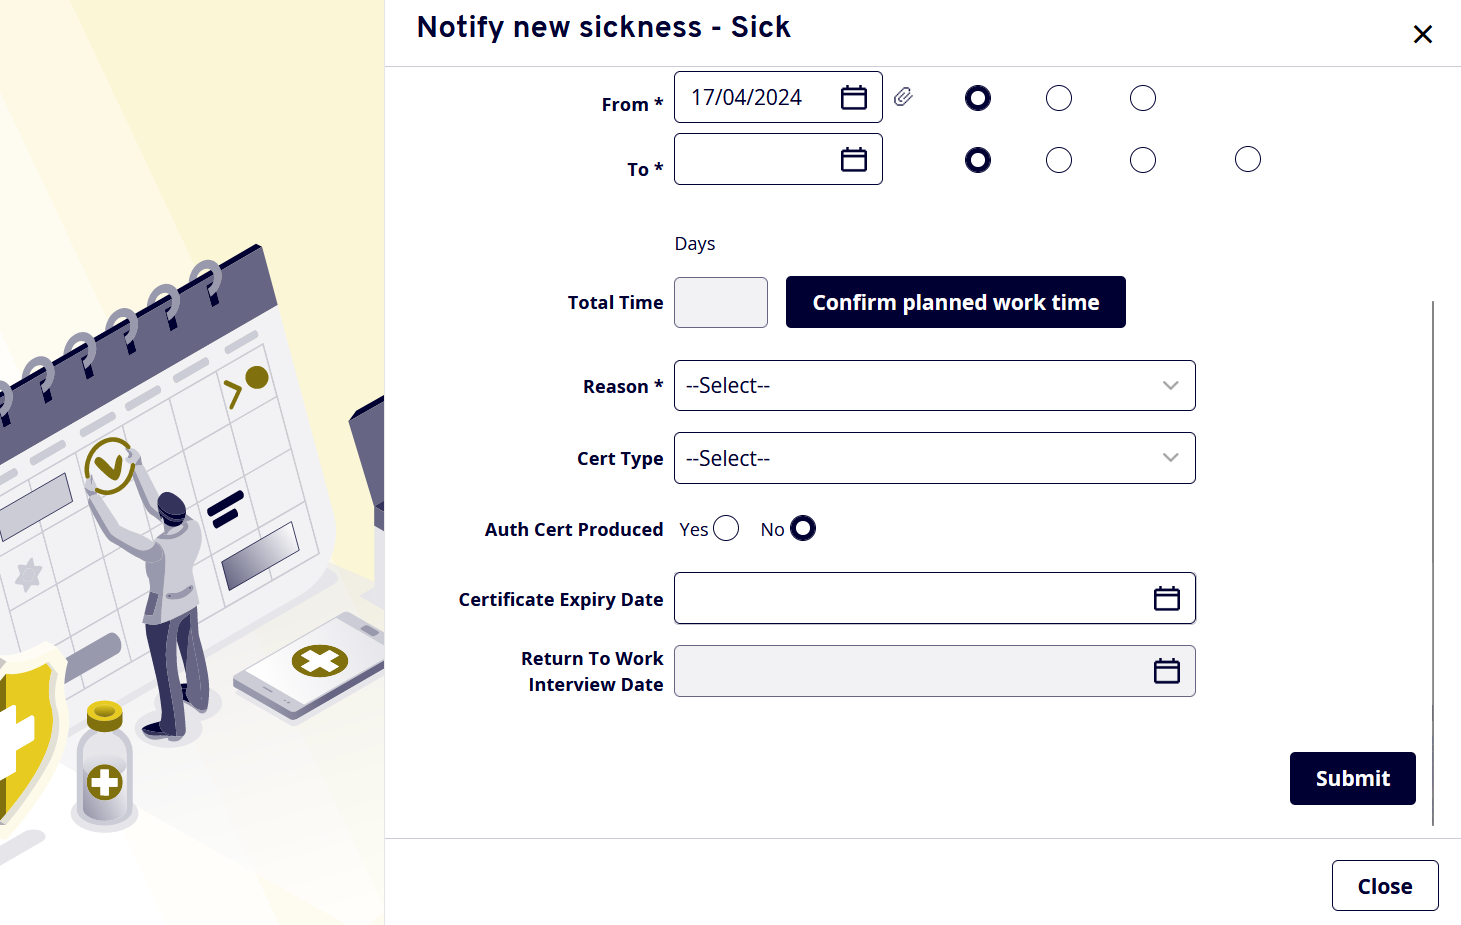 Notify new sickness - Sick
From * 17/04/2024
To *
Days
Total Time Confirm planned work time
Reason * --Select--
Cert Type --Select--
Auth Cert Produced Yes No
Certificate Expiry Date
Return To Work
Interview Date
Submit
Close